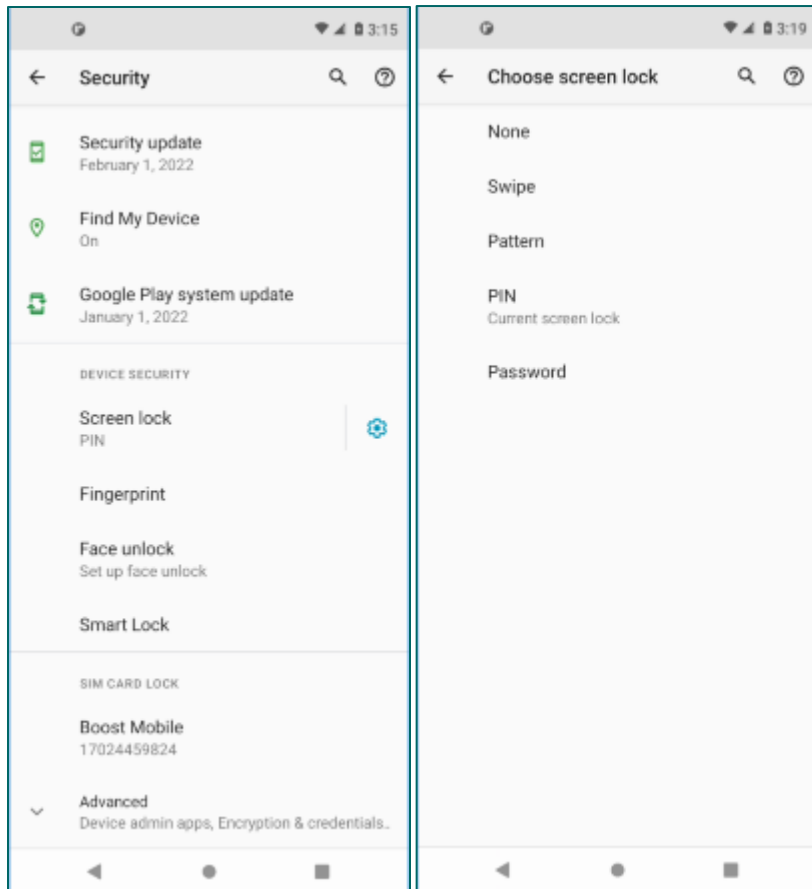 3:15
Security
Security update
February 1, 2022
Find My Device
On
Google Play system update
January 1, 2022
DEVICE SECURITY
Screen lock
PIN
Fingerprint
Face unlock
Set up face unlock
Smart Lock
SIM CARD LOCK
Boost Mobile
17024459824
Advanced
Device admin apps, Encryption & credentials..
3:19
Choose screen lock
None
Swipe
Pattern
PIN
Current screen lock
Password